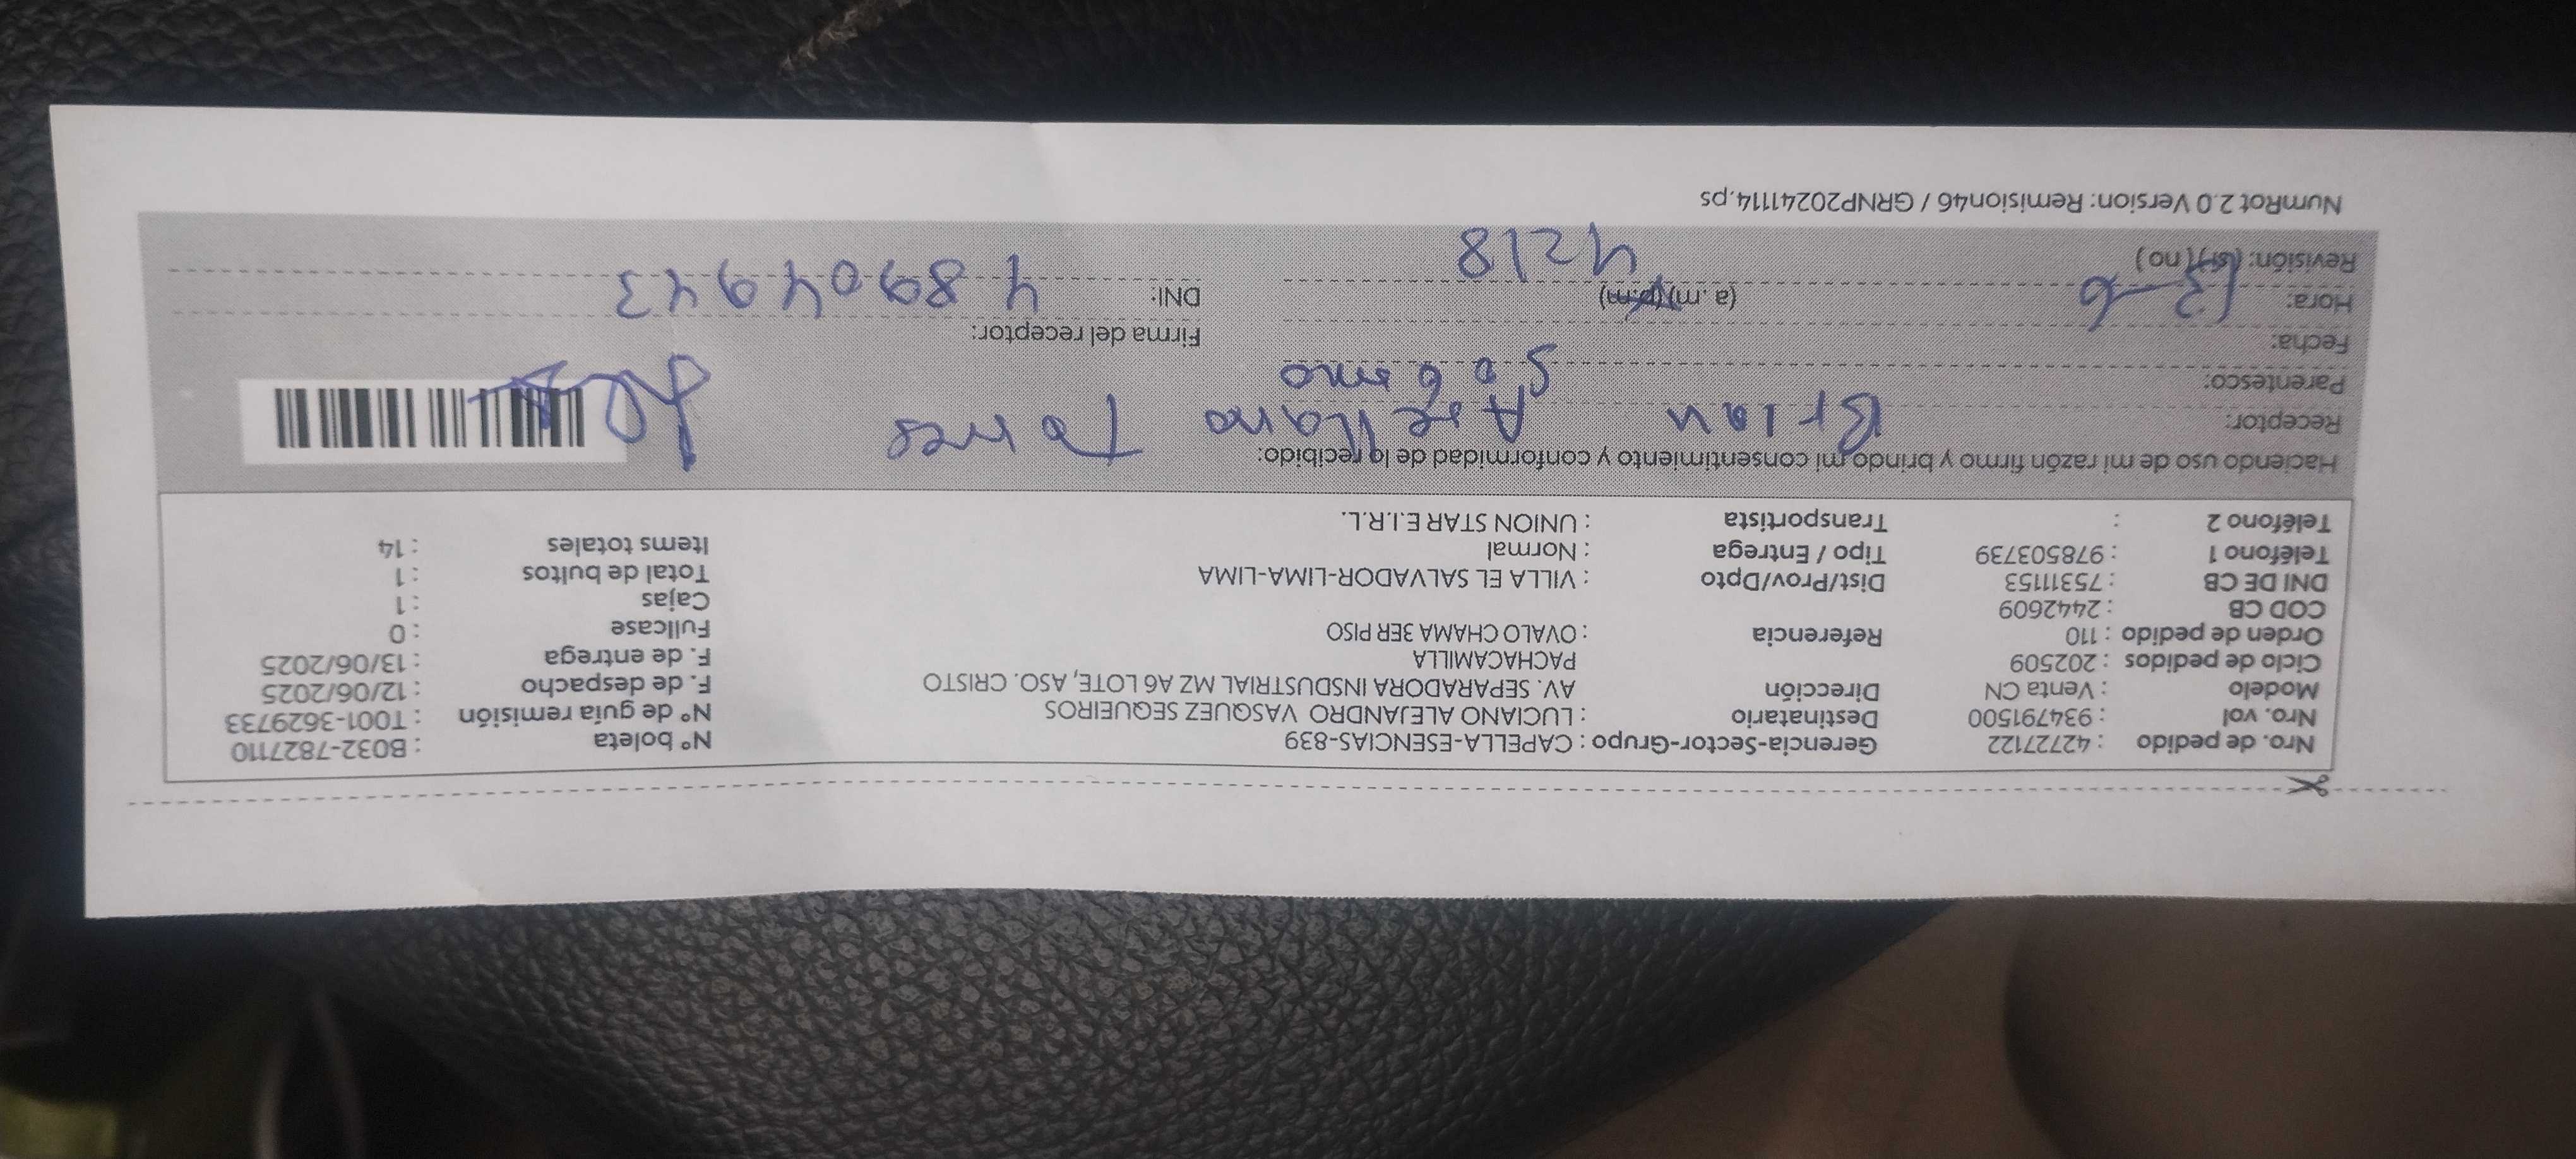 Nro. de pedido : 42727122 Gerencia-Sector-Grupo : CAPELLA-ESENCIAS-839 N° boleta : B032-7827110
Nro. vol : 934791500 Destinatario : LUCIANO ALEJANDRO VASQUEZ SEQUEIROS N° de guía remisión : T001-3629733
Modelo : Venta CN Dirección AV. SEPARADORA INSDUSTRIAL MZ A6 LOTE, ASO. CRISTO F. de despacho : 12/06/2025
Ciclo de pedidos : 202509 PACHACAMILLA F. de entrega : 13/06/2025
Orden de pedido : 110 Referencia : OVALO CHAMA 3ER PISO Fullcase : 0
COD CB : 2442609 Cajas : 1
DNI DE CB : 75311153 Dist/Prov/Dpto : VILLA EL SALVADOR-LIMA-LIMA Total de bultos : 1
Teléfono 1 : 978503739 Tipo / Entrega : Normal Items totales : 14
Teléfono 2 : Transportista : UNION STAR E.I.R.L.
Haciendo uso de mi razón firmo y brindo mi consentimiento y conformidad de lo recibido:
Receptor: Brian Arellano Torres
Parentesco:
Fecha: 13-6 Firma del receptor:
Hora: (a. m.) (p.m) DNI: 48904943
Revisión: (si) (no) 4218
NumRot 2.0 Version: Remision46 / GRNP20241114.ps